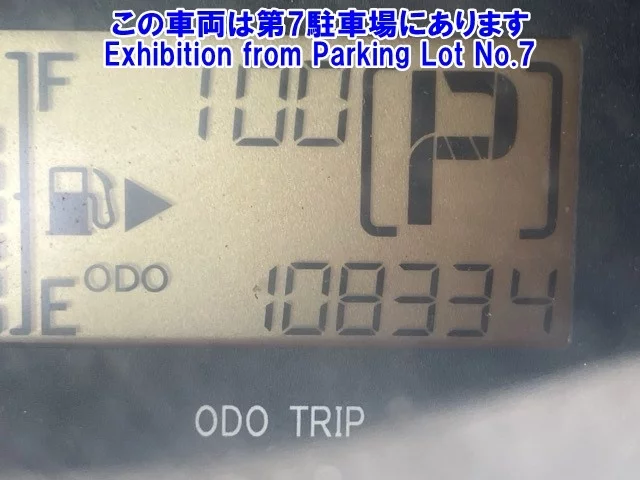 この車両は第7駐車場にあります
Exhibition from Parking Lot No.7
F 100 [P]
ODO
E 108334
ODO TRIP